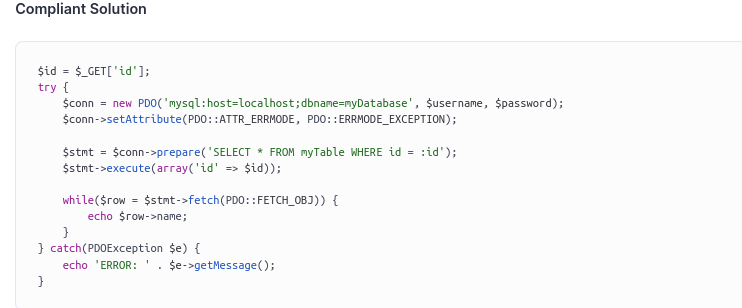 Compliant Solution
$id = $_GET['id'];
try {
    $conn = new PDO('mysql:host=localhost;dbname=myDatabase', $username, $password);
    $conn->setAttribute(PDO::ATTR_ERRMODE, PDO::ERRMODE_EXCEPTION);

    $stmt = $conn->prepare('SELECT * FROM myTable WHERE id = :id');
    $stmt->execute(array('id' => $id));

    while($row = $stmt->fetch(PDO::FETCH_OBJ)) {
        echo $row->name;
    }
} catch(PDOException $e) {
    echo 'ERROR: ' . $e->getMessage();
}